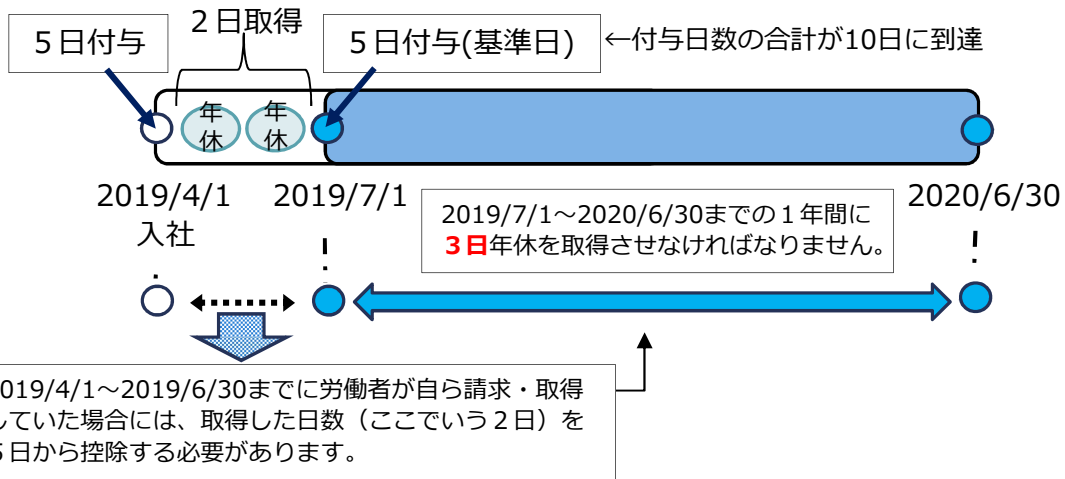 ２日取得
５日付与
５日付与(基準日)
←付与日数の合計が10日に到達
年休
年休
2019/4/1
入社
2019/7/1
2020/6/30
2019/7/1～2020/6/30までの１年間に
３日年休を取得させなければなりません。
019/4/1～2019/6/30までに労働者が自ら請求・取得
していた場合には、取得した日数（ここでいう２日）を
５日から控除する必要があります。